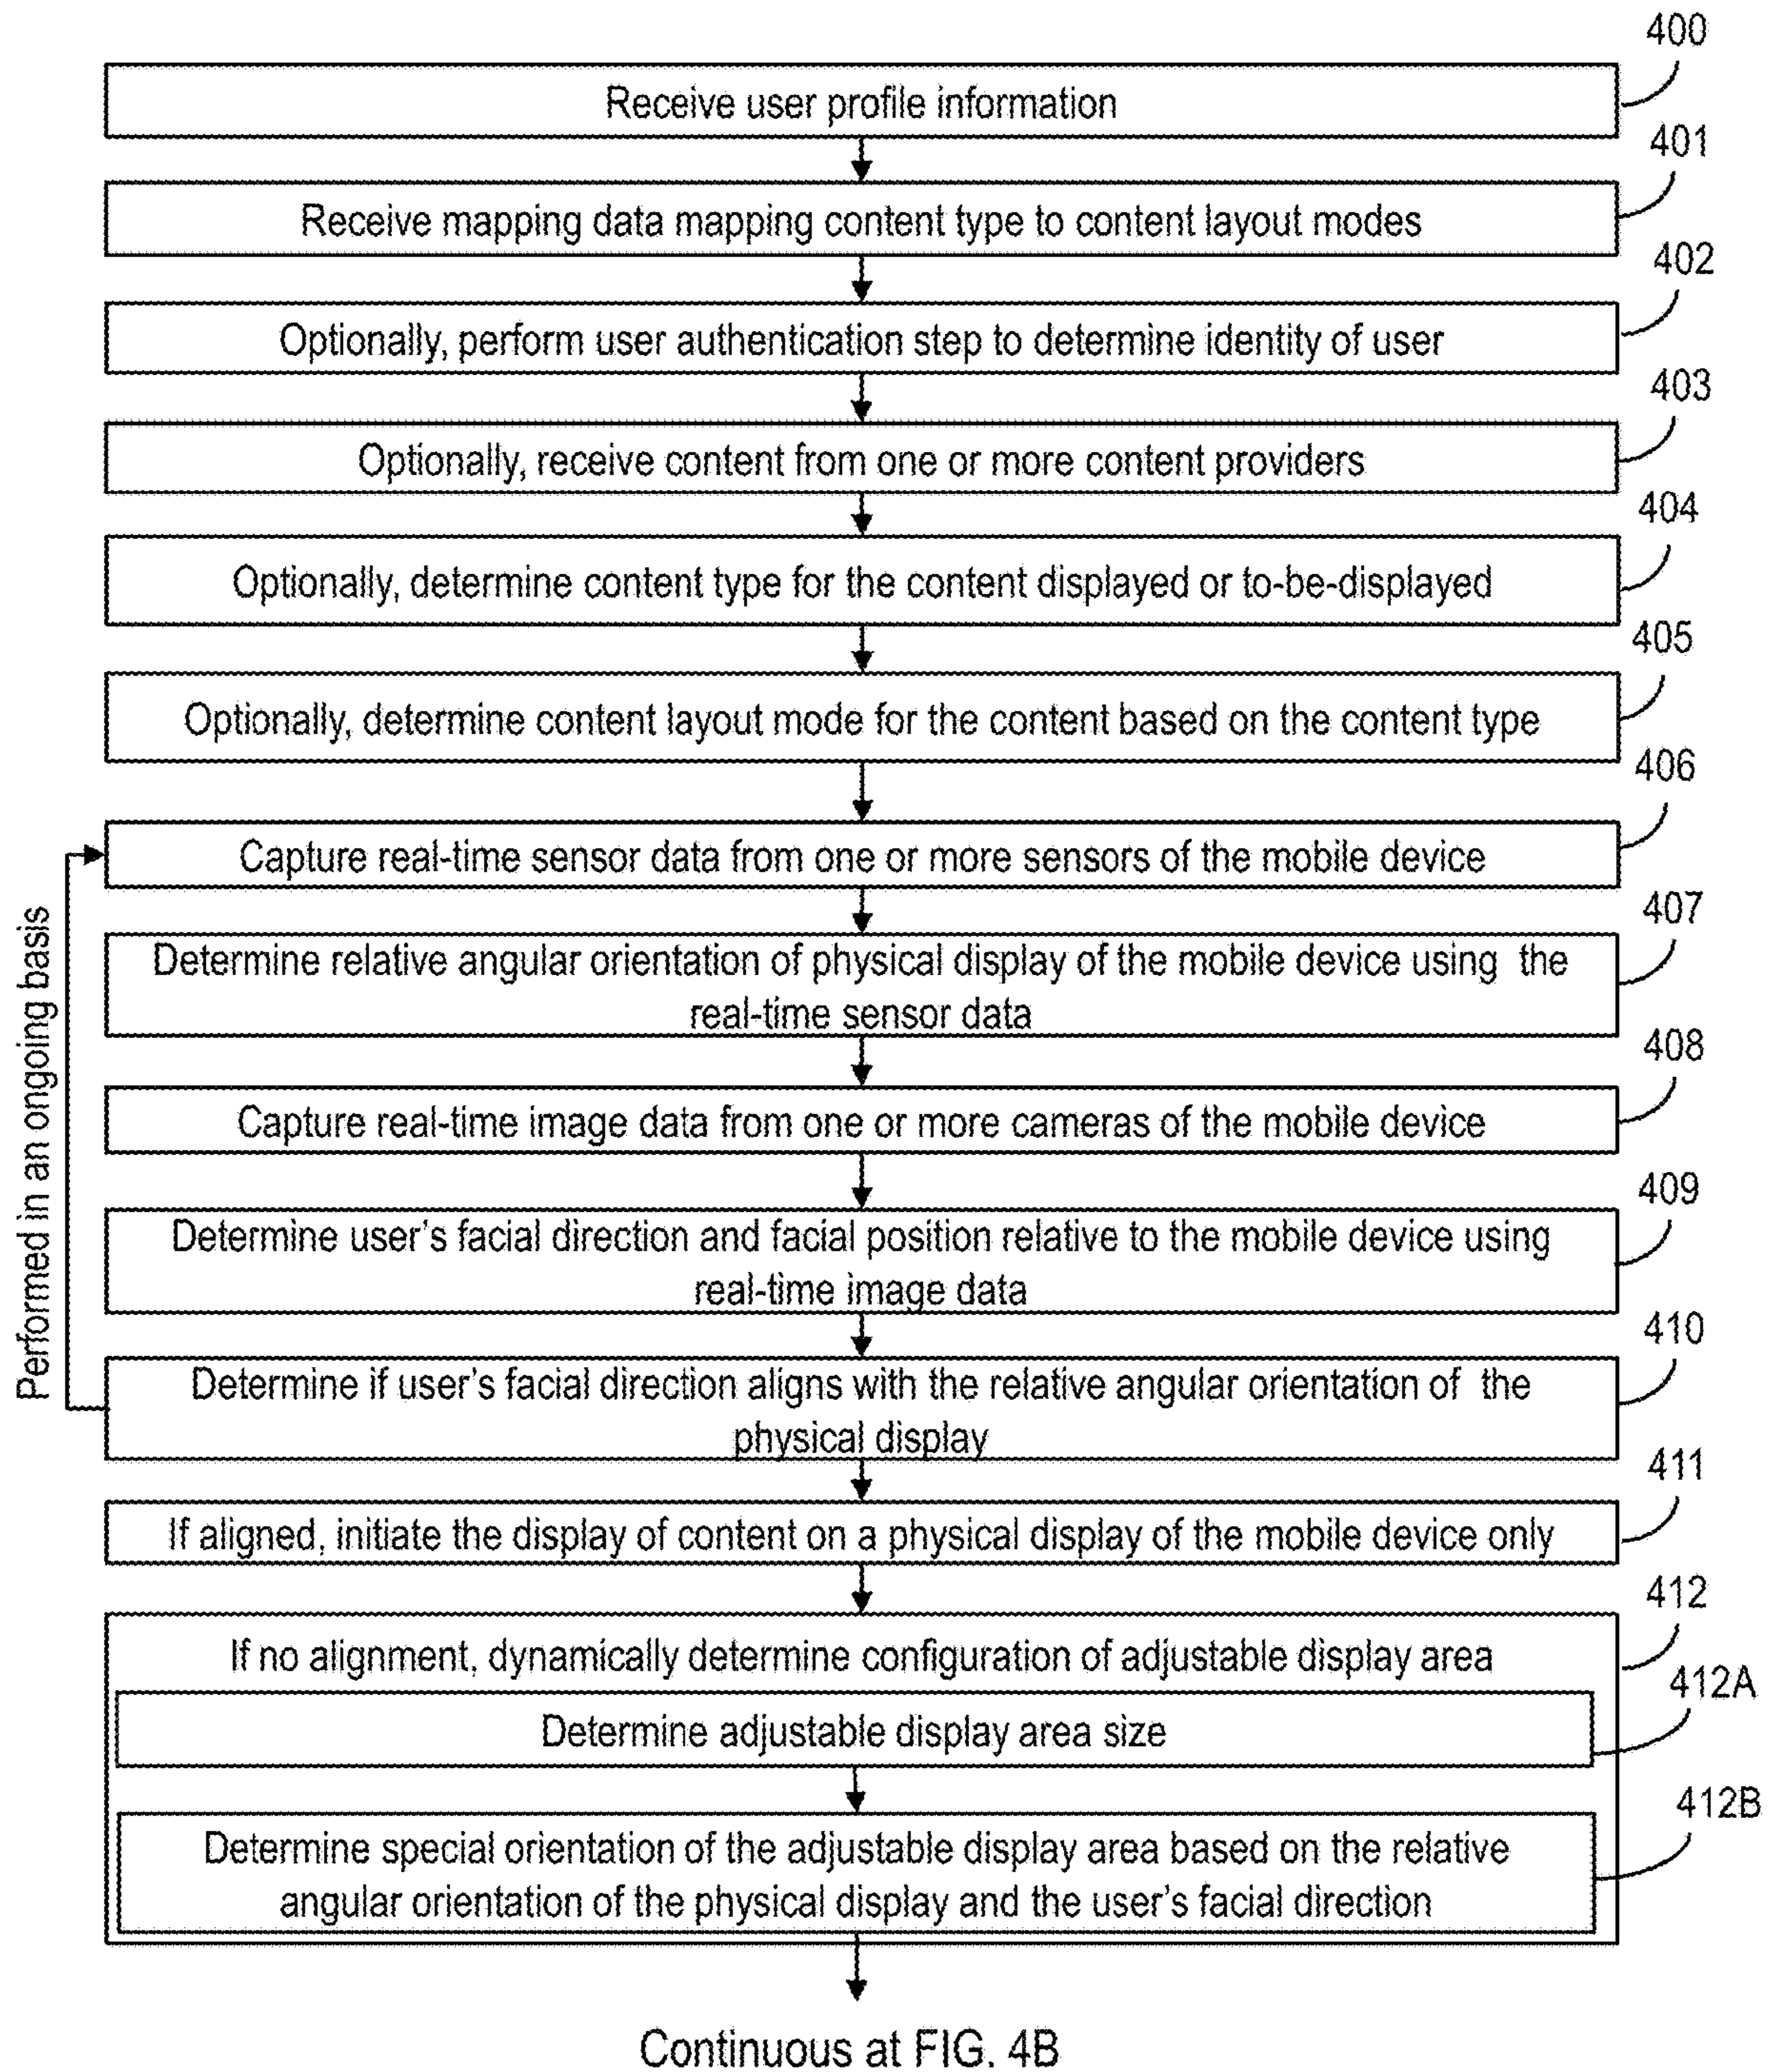 400
Receive user profile information
401
Receive mapping data mapping content type to content layout modes
402
Optionally, perform user authentication step to determine identity of user
403
Optionally, receive content from one or more content providers
404
Optionally, determine content type for the content displayed or to-be-displayed
405
Optionally, determine content layout mode for the content based on the content type
406
Capture real-time sensor data from one or more sensors of the mobile device
Performed in an ongoing basis
407
Determine relative angular orientation of physical display of the mobile device using the
real-time sensor data
408
Capture real-time image data from one or more cameras of the mobile device
409
Determine user's facial direction and facial position relative to the mobile device using
real-time image data
410
Determine if user's facial direction aligns with the relative angular orientation of the
physical display
411
If aligned, initiate the display of content on a physical display of the mobile device only
412
If no alignment, dynamically determine configuration of adjustable display area
412A
Determine adjustable display area size
412B
Determine special orientation of the adjustable display area based on the relative
angular orientation of the physical display and the user's facial direction
Continuous at FIG. 4B